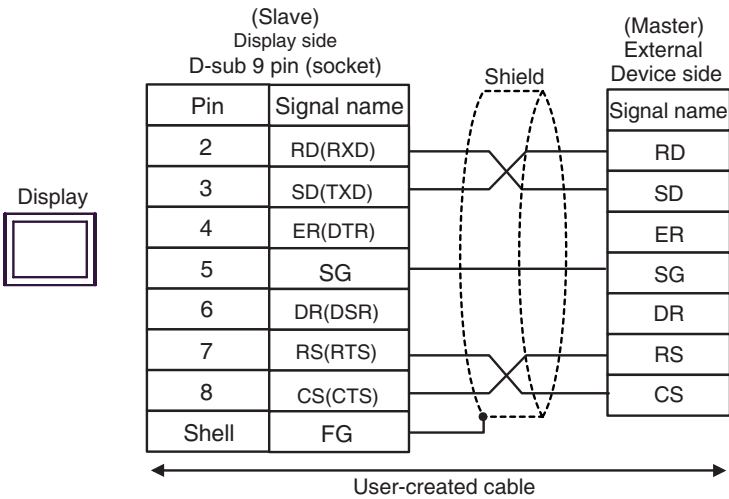 (Slave)
Display side
D-sub 9 pin (socket)
(Master)
External
Device side
Shield
Pin Signal name
Signal name
2 RD(RXD)
RD
3 SD(TXD)
SD
Display
4 ER(DTR)
ER
5 SG
SG
6 DR(DSR)
DR
7 RS(RTS)
RS
8 CS(CTS)
CS
Shell FG
User-created cable